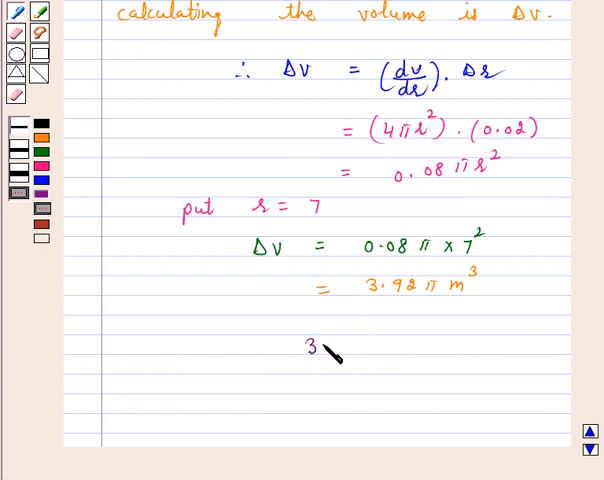 calculating the volume is Δv.
∴ Δv = (dv/dr). Δr
= (4πr²) · (0.02)
= 0.08 πr²
put r = 7
Δv = 0.08 π × 7²
= 3.92 π m³
3